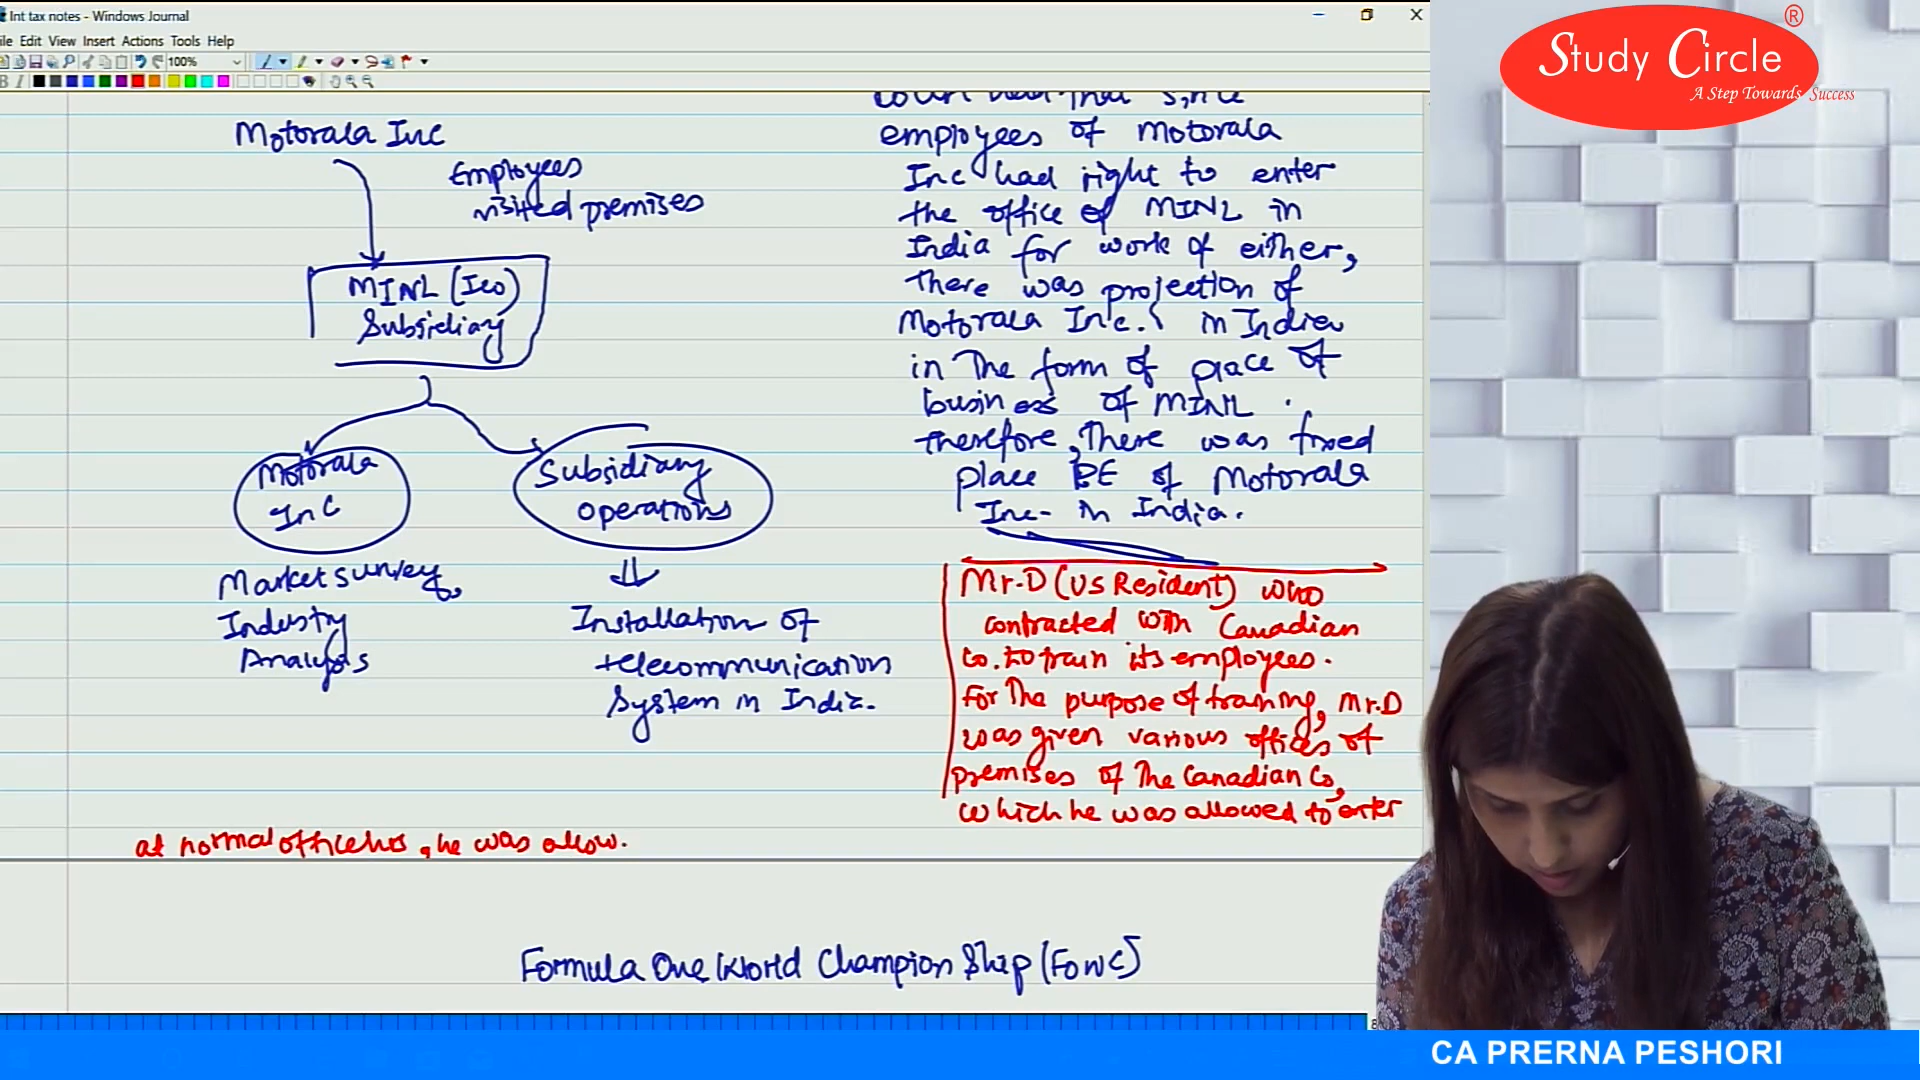 Int tax notes - Windows Journal
ile Edit View Insert Actions Tools Help
100%
B I
Motorala Inc
Employees
visited premises
MINL (Ico)
Subsidiary
Motorala
Inc
Subsidiary
operations
Market survey,
Industry
Analysis
Installation of
telecommunication
System in India.
court held that since
employees of Motorala
Inc had right to enter
the office of MINL in
India for work of either,
there was projection of
Motorala Inc. in India
in the form of place of
business of MINL.
therefore, there was fixed
place PE of Motorala
Inc- in India.
Mr.D (US Resident) who
contracted with Canadian
Co. to train its employees.
For the purpose of training, Mr.D
was given various offices of
premises of the Canadian Co,
which he was allowed to enter
at normal office hrs, he was allow.
Formula One World Champion Ship (FOWC)
Study Circle ®
A Step Towards Success
CA PRERNA PESHORI